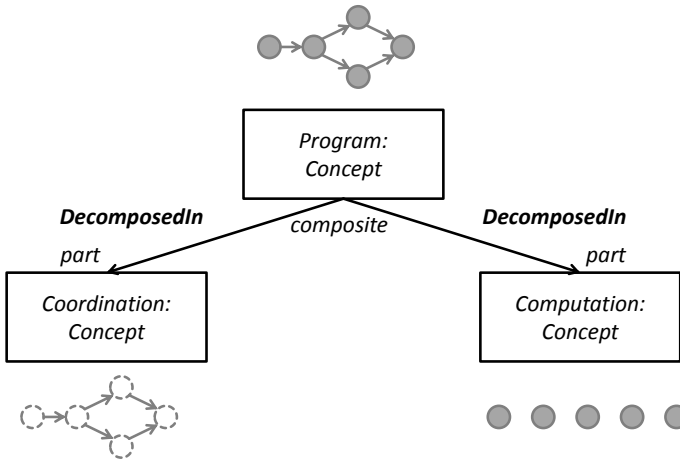 Program:
Concept
DecomposedIn
DecomposedIn
composite
part
part
Coordination:
Concept
Computation:
Concept